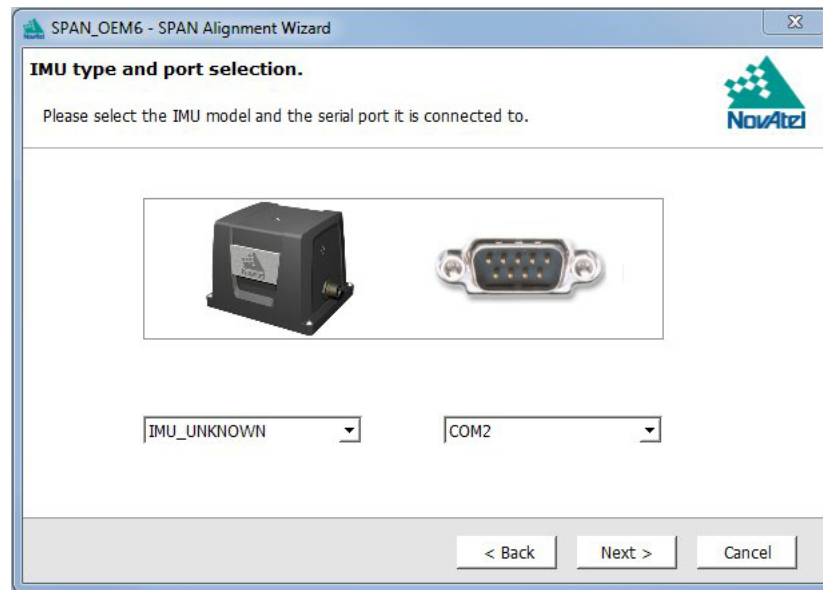 SPAN_OEM6 - SPAN Alignment Wizard
IMU type and port selection.
Please select the IMU model and the serial port it is connected to.
NovAtel
IMU_UNKNOWN
COM2
< Back
Next >
Cancel